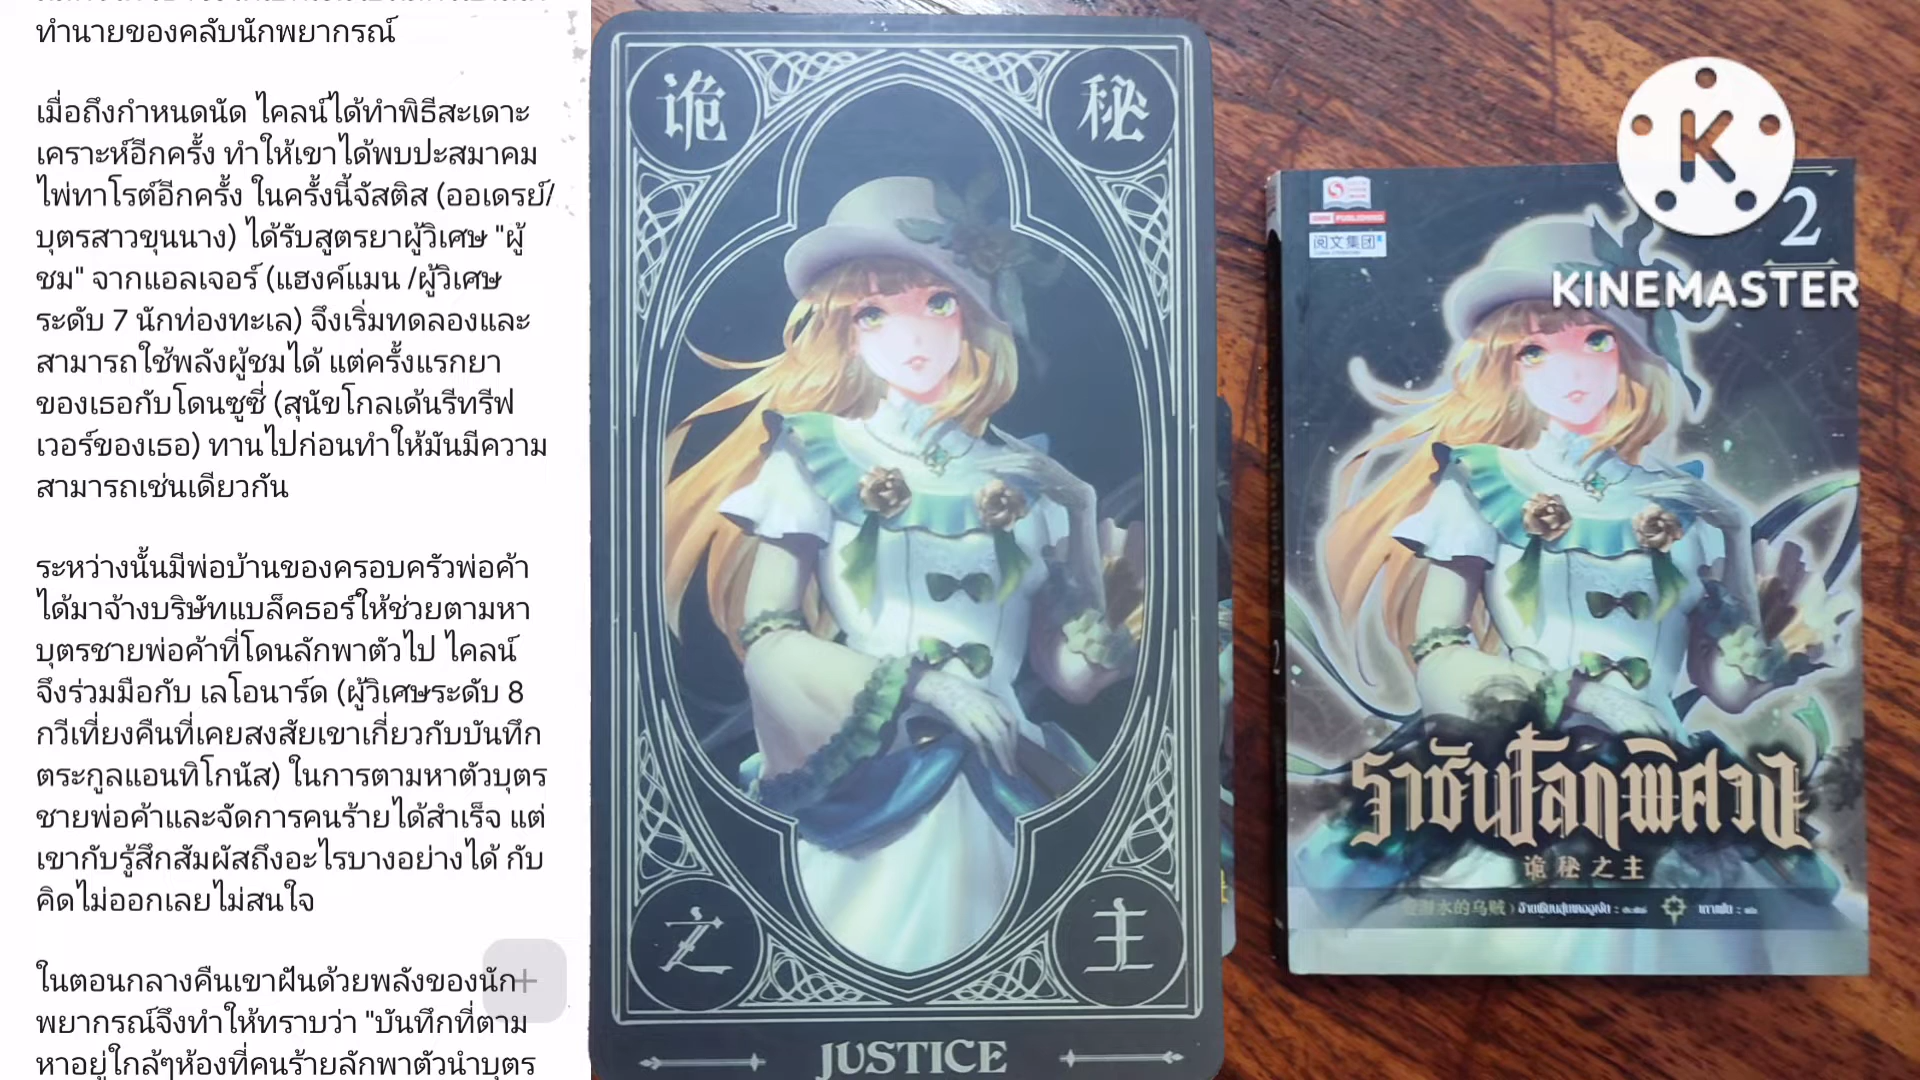 ทำนายของคลับนักพยากรณ์
เมื่อถึงกำหนดนัด ไคลน์ได้ทำพิธีสะเดาะ
เคราะห์อีกครั้ง ทำให้เขาได้พบปะสมาคม
ไพ่ทาโรต์อีกครั้ง ในครั้งนี้จัสติส (ออเดรย์/
บุตรสาวขุนนาง) ได้รับสูตรยาผู้วิเศษ "ผู้
ชม" จากแอลเจอร์ (แฮงค์แมน /ผู้วิเศษ
ระดับ 7 นักท่องทะเล) จึงเริ่มทดลองและ
สามารถใช้พลังผู้ชมได้ แต่ครั้งแรกยา
ของเธอกับโดนซูซี่ (สุนัขโกลเด้นรีทรีฟ
เวอร์ของเธอ) ทานไปก่อนทำให้มันมีความ
สามารถเช่นเดียวกัน
ระหว่างนั้นมีพ่อบ้านของครอบครัวพ่อค้า
ได้มาจ้างบริษัทแบล็คธอร์ให้ช่วยตามหา
บุตรชายพ่อค้าที่โดนลักพาตัวไป ไคลน์
จึงร่วมมือกับ เลโอนาร์ด (ผู้วิเศษระดับ 8
กวีเที่ยงคืนที่เคยสงสัยเขาเกี่ยวกับบันทึก
ตระกูลแอนทิโกนัส) ในการตามหาตัวบุตร
ชายพ่อค้าและจัดการคนร้ายได้สำเร็จ แต่
เขากับรู้สึกสัมผัสถึงอะไรบางอย่างได้ กับ
คิดไม่ออกเลยไม่สนใจ
ในตอนกลางคืนเขาฝันด้วยพลังของนัก
พยากรณ์จึงทำให้ทราบว่า "บันทึกที่ตาม
หาอยู่ใกล้ๆห้องที่คนร้ายลักพาตัวนำบุตร
诡 秘
之 主
JUSTICE
PUBLISHING
阅文集团
2
K
KINEMASTER
2
ราชันโลกพิศวง
诡秘之主